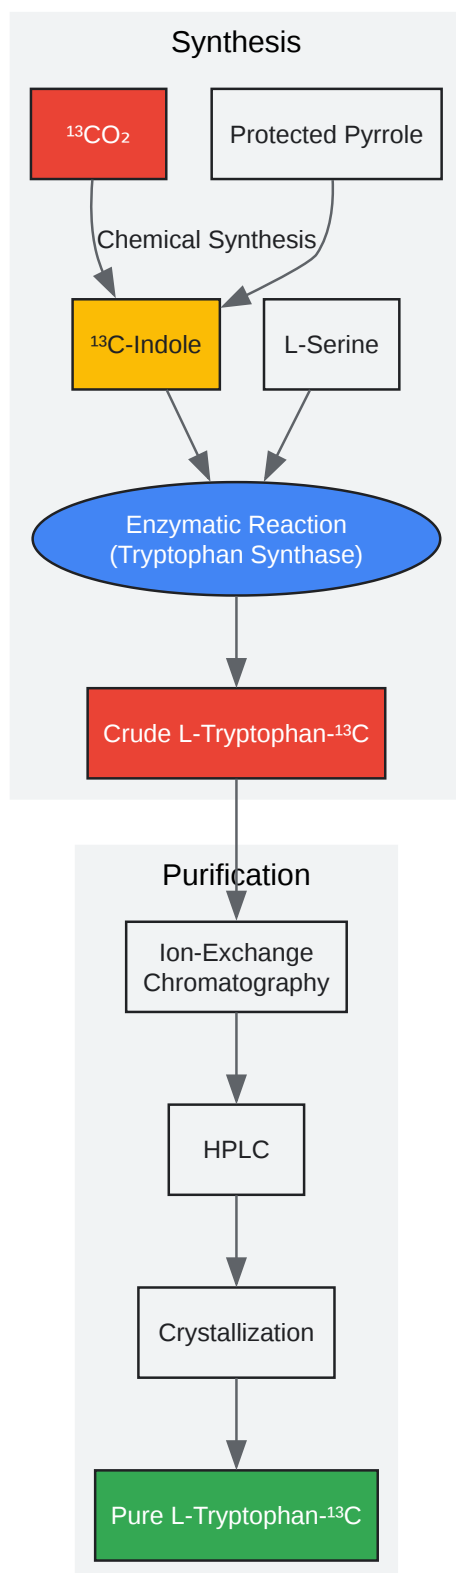 Synthesis
¹³CO₂
Protected Pyrrole
Chemical Synthesis
¹³C-Indole
L-Serine
Enzymatic Reaction
(Tryptophan Synthase)
Crude L-Tryptophan-¹³C
Purification
Ion-Exchange
Chromatography
HPLC
Crystallization
Pure L-Tryptophan-¹³C